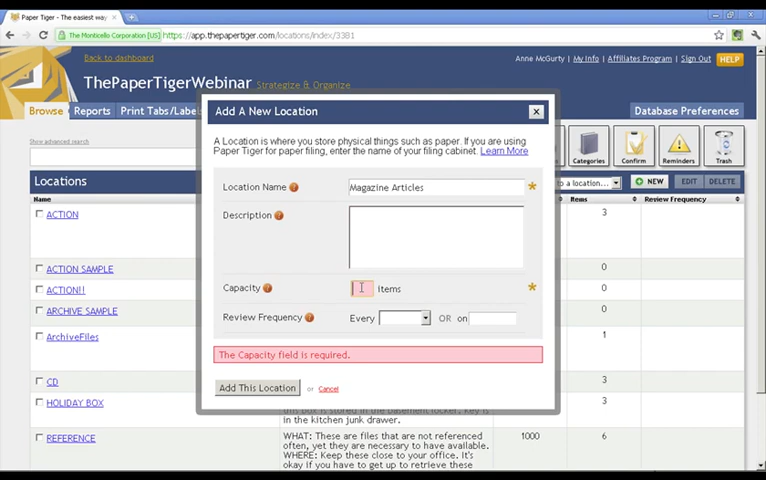 Paper Tiger - The easiest way
The Monticello Corporation [US] https://app.thepapertiger.com/locations/index/3381
Back to dashboard
Anne McGurty | My Info | Affiliates Program | Sign Out HELP
ThePaperTigerWebinar Strategize & Organize
Browse Reports Print Tabs/Labels Database Preferences
Add A New Location
A Location is where you store physical things such as paper. If you are using
Paper Tiger for paper filing, enter the name of your filing cabinet. Learn More
Show advanced search
Categories Confirm Reminders Trash
Locations
to a location... NEW EDIT DELETE
Name Items Review Frequency
Location Name Magazine Articles
Description
Capacity items
Review Frequency Every OR on
The Capacity field is required.
Add This Location or Cancel
ACTION 3
ACTION SAMPLE 0
ACTION!! 0
ARCHIVE SAMPLE 0
ArchiveFiles 1
CD 3
HOLIDAY BOX 3
this box is stored in the basement locker. Key is
in the kitchen junk drawer.
REFERENCE WHAT: These are files that are not referenced 1000 6
often, yet they are necessary to have available.
WHERE: Keep these close to your office. It's
okay if you have to get up to retrieve these